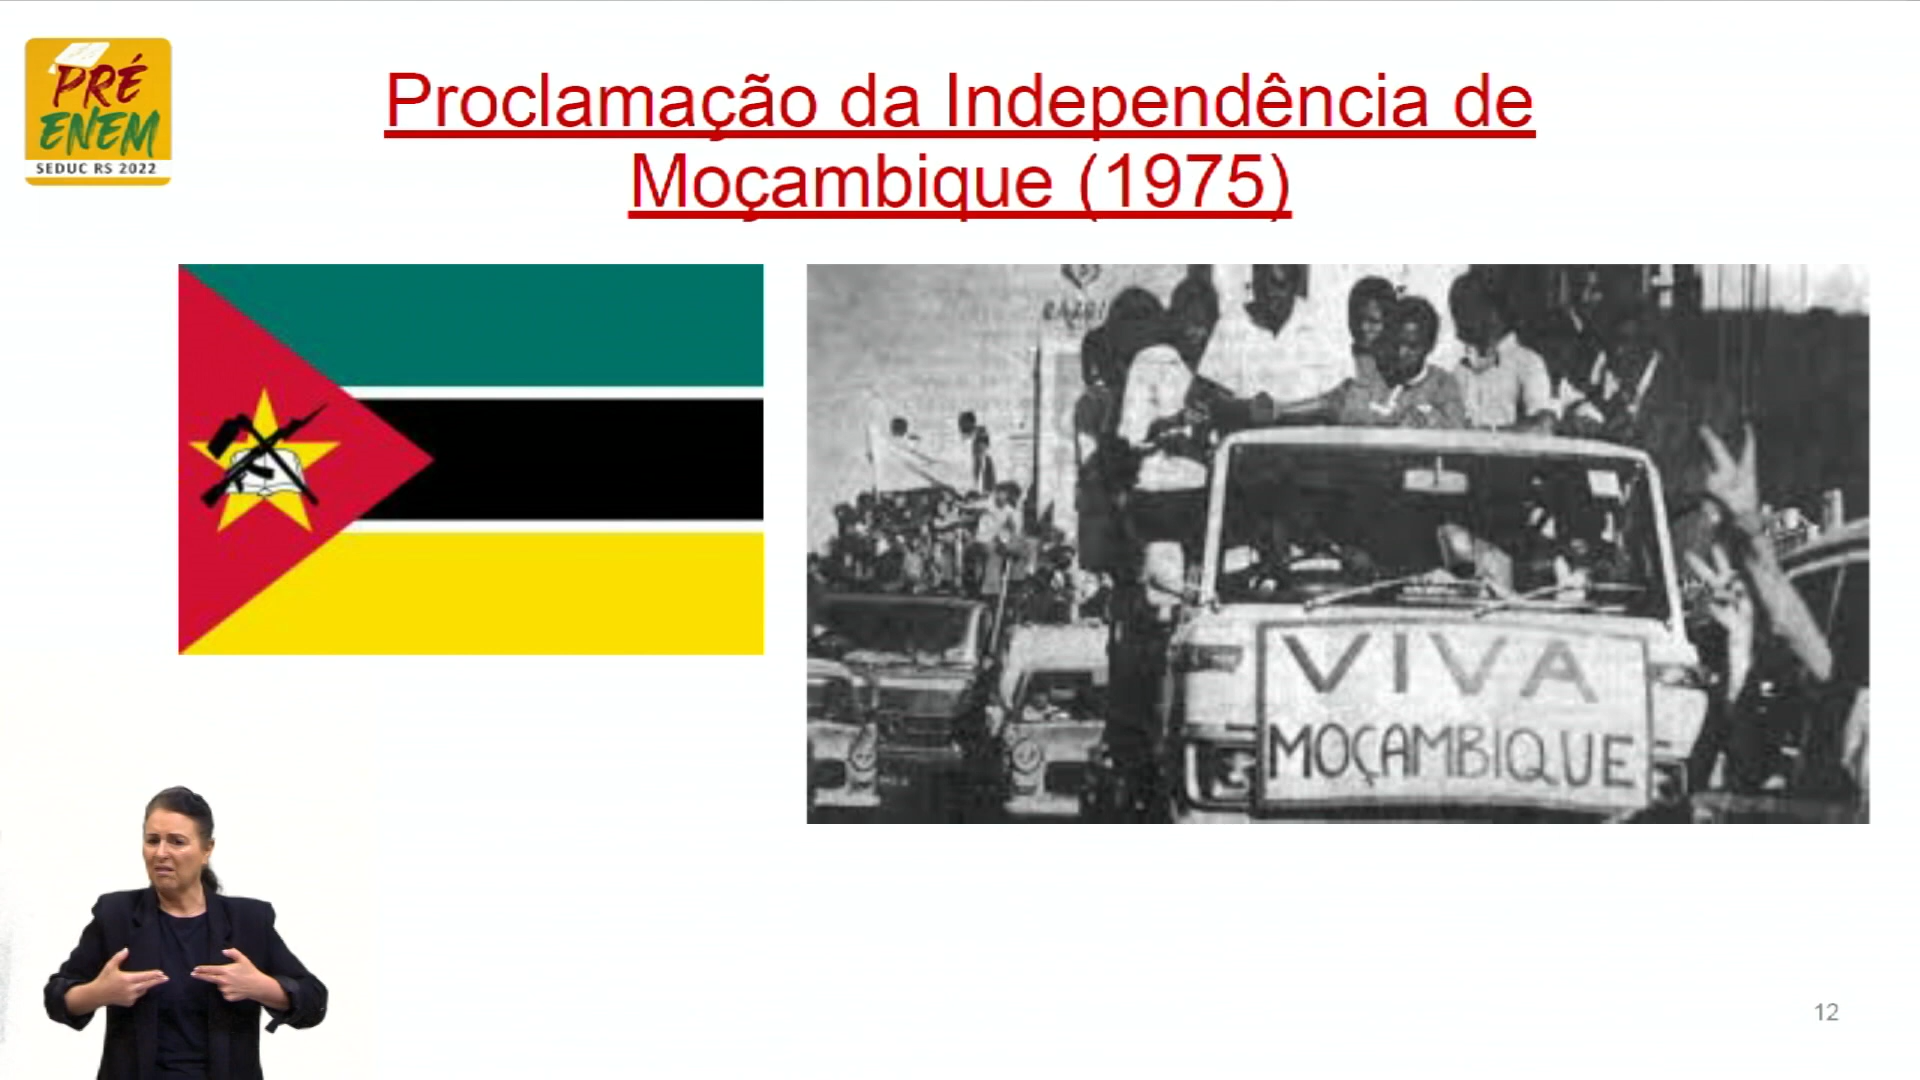 PRÉ
ENEM
SEDUC RS 2022
Proclamação da Independência de
Moçambique (1975)
VIVA
MOÇAMBIQUE
12